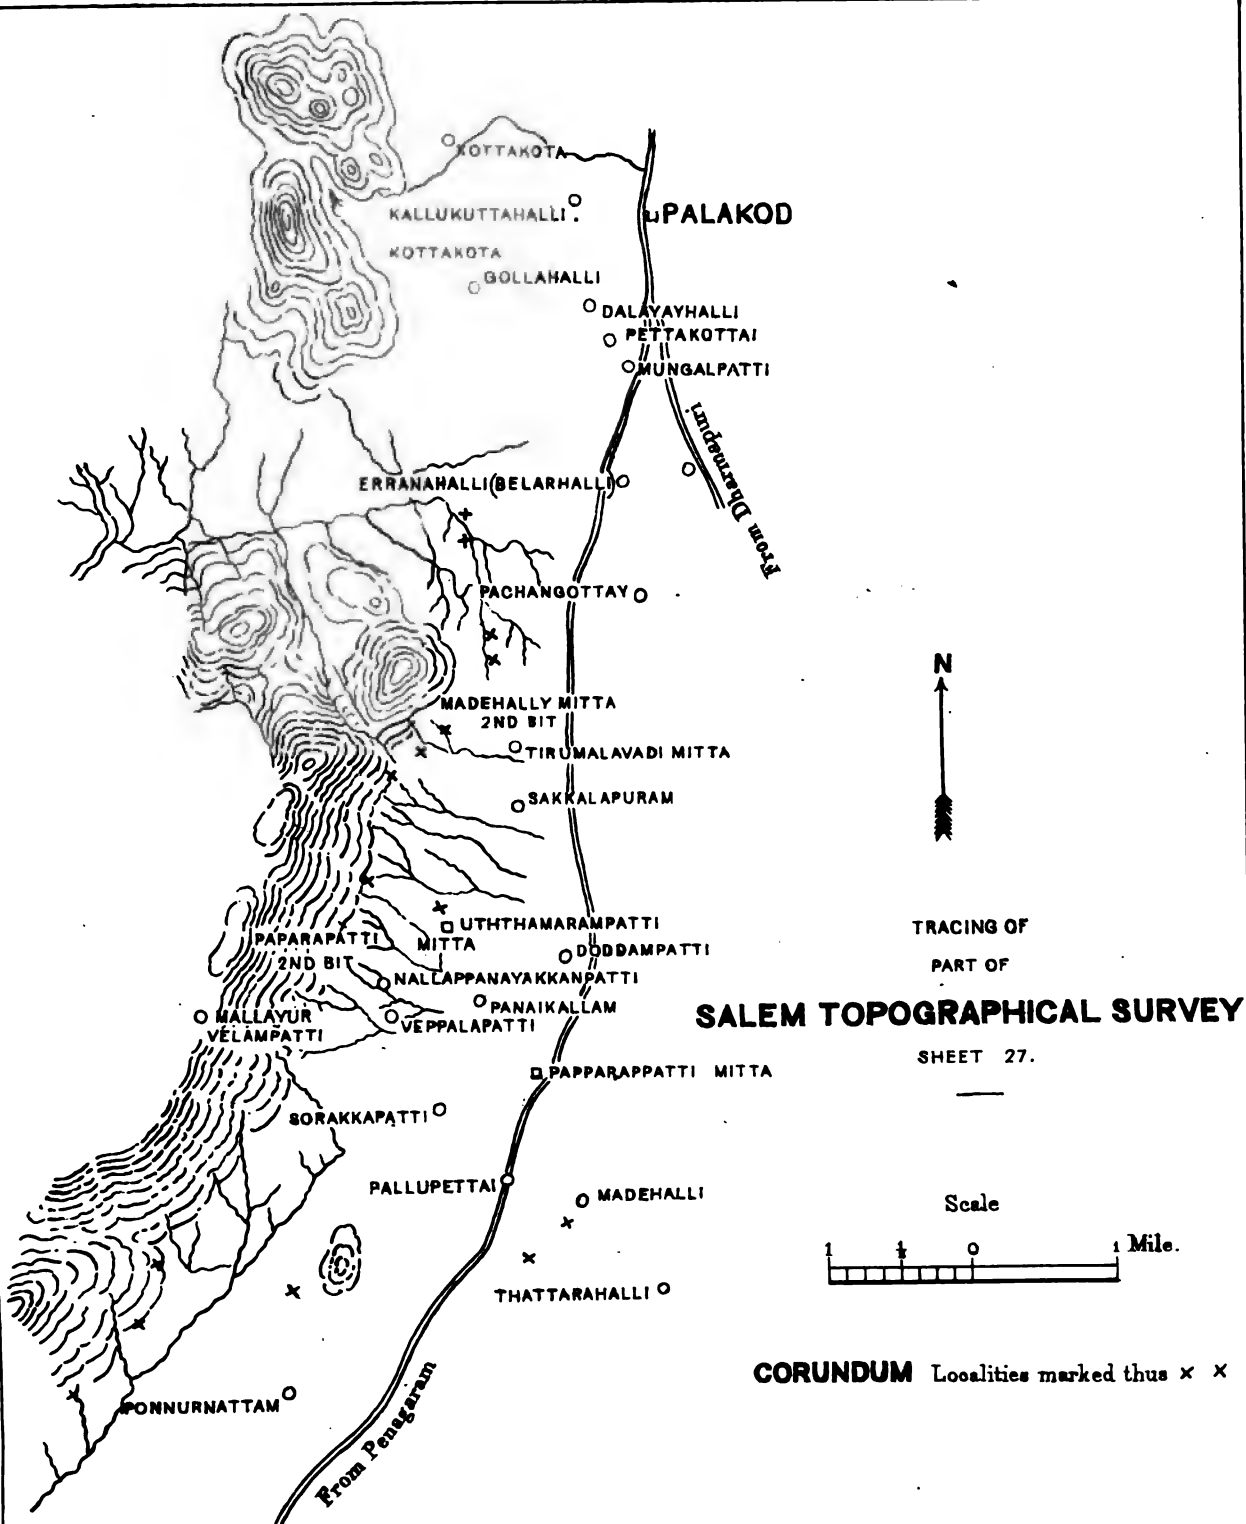 KOTTAKOTA
KALLUKUTTAHALLI
PALAKOD
KOTTAKOTA
GOLLAHALLI
DALAYAYHALLI
PETTAKOTTAI
MUNGALPATTI
From Dharmapuri
ERRANAHALLI(BELARHALLI)
PACHANGOTTAY
N
MADEHALLY MITTA
2ND BIT
TIRUMALAVADI MITTA
SAKKALAPURAM
UTHTHAMARAMPATTI
MITTA
PAPARAPATTI
2ND BIT
DODDAMPATTI
NALLAPPANAYAKKANPATTI
PANAIKALLAM
MALLAYUR
VELAMPATTI
VEPPALAPATTI
TRACING OF
PART OF
SALEM TOPOGRAPHICAL SURVEY
SHEET 27.
PAPPARAPPATTI MITTA
SORAKKAPATTI
PALLUPETTAI
MADEHALLI
THATTARAHALLI
Scale
1 ½ 0 1 Mile.
CORUNDUM Localities marked thus x x
PONNURNATTAM
From Penagaram